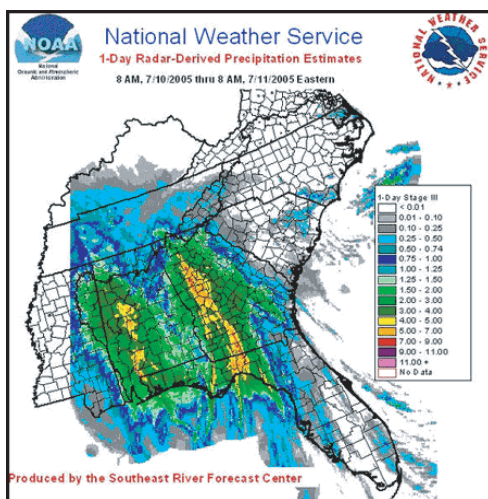 NOAA
National
Oceanic and Atmospheric
Administration
National Weather Service
1-Day Radar-Derived Precipitation Estimates
8 AM, 7/10/2005 thru 8 AM, 7/11/2005 Eastern
NATIONAL WEATHER SERVICE
1-Day Stage III
< 0.01
0.01 - 0.10
0.10 - 0.25
0.25 - 0.50
0.50 - 0.74
0.75 - 1.00
1.00 - 1.25
1.25 - 1.50
1.50 - 2.00
2.00 - 3.00
3.00 - 4.00
4.00 - 5.00
5.00 - 7.00
7.00 - 9.00
9.00 - 11.00
11.00 +
No Data
Produced by the Southeast River Forecast Center